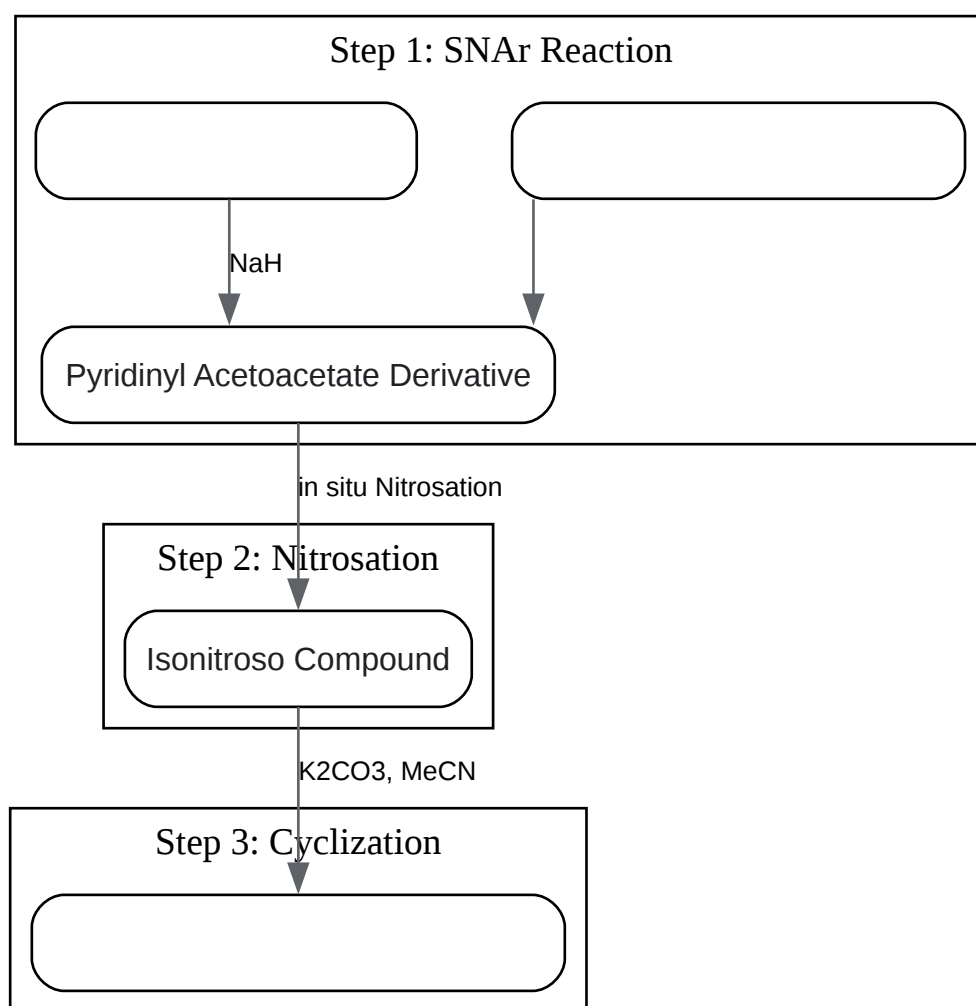 Step 1: SNAr Reaction
NaH
Pyridinyl Acetoacetate Derivative
in situ Nitrosation
Step 2: Nitrosation
Isonitroso Compound
K2CO3, MeCN
Step 3: Cyclization